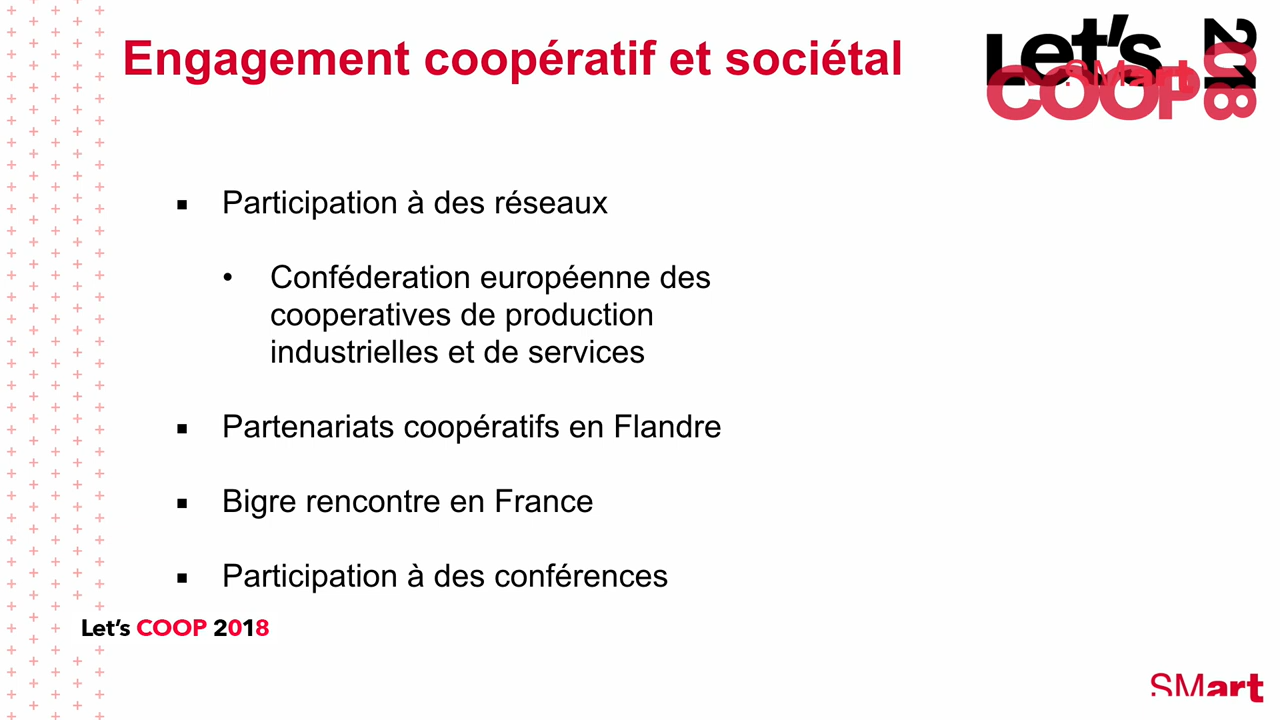 Engagement coopératif et sociétal
Let's
COOP
SMart
2018
Participation à des réseaux
Conféderation européenne des
cooperatives de production
industrielles et de services
Partenariats coopératifs en Flandre
Bigre rencontre en France
Participation à des conférences
Let's COOP 2018
SMart